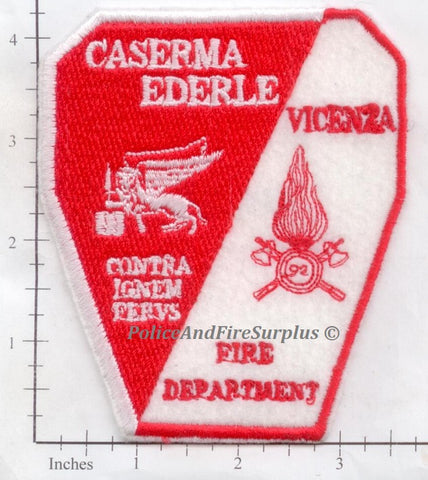 CASERMA
EDERLE
VICENZA
92
CONTRA
IGNEM
FERVS
PoliceAndFireSurplus ©
FIRE
DEPARTMENT
4
3
2
1
Inches
1
2
3